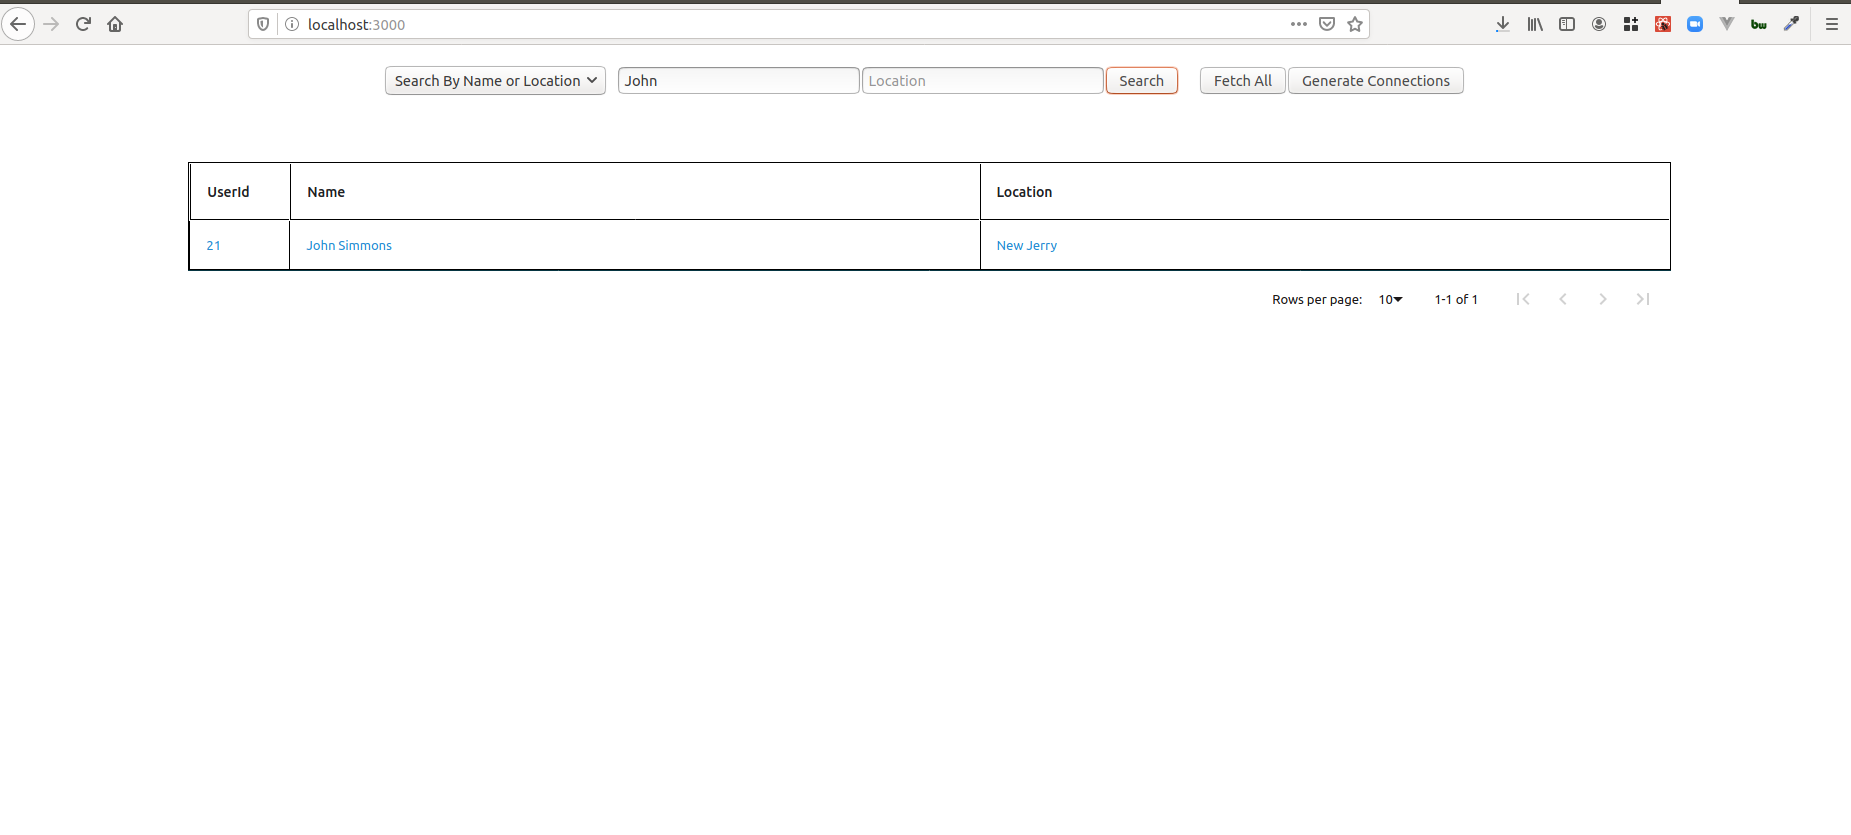 localhost:3000
Search By Name or Location John Location Search Fetch All Generate Connections
UserId Name Location
21 John Simmons New Jerry
Rows per page: 10 1-1 of 1
bw